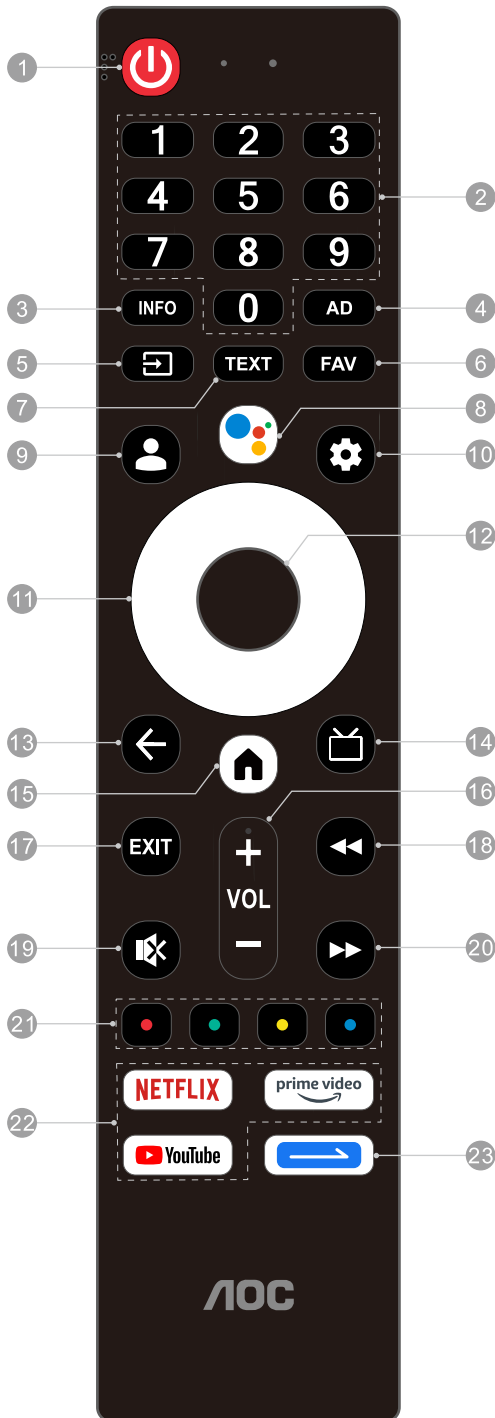 1
1 2 3
4 5 6 2
7 8 9
3 INFO 0 AD 4
5 TEXT FAV 6
7 8
9 10
12
11
13 14
15 16
17 EXIT + 18
VOL
19 − 20
21
NETFLIX prime video
22
YouTube 23
AOC